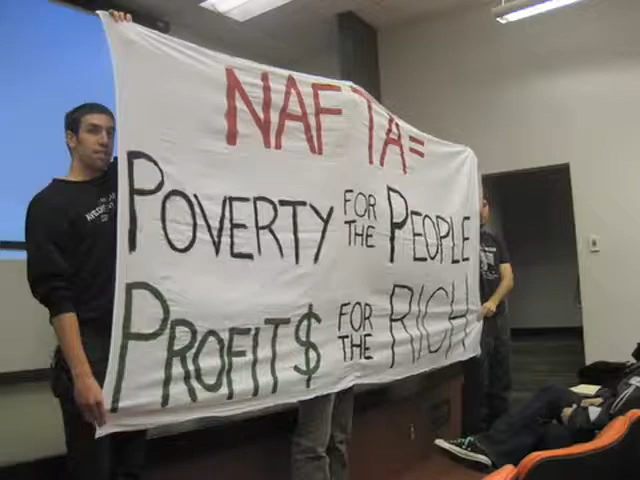 NAFTA=
POVERTY FOR THE PEOPLE
PROFIT$ FOR THE RICH